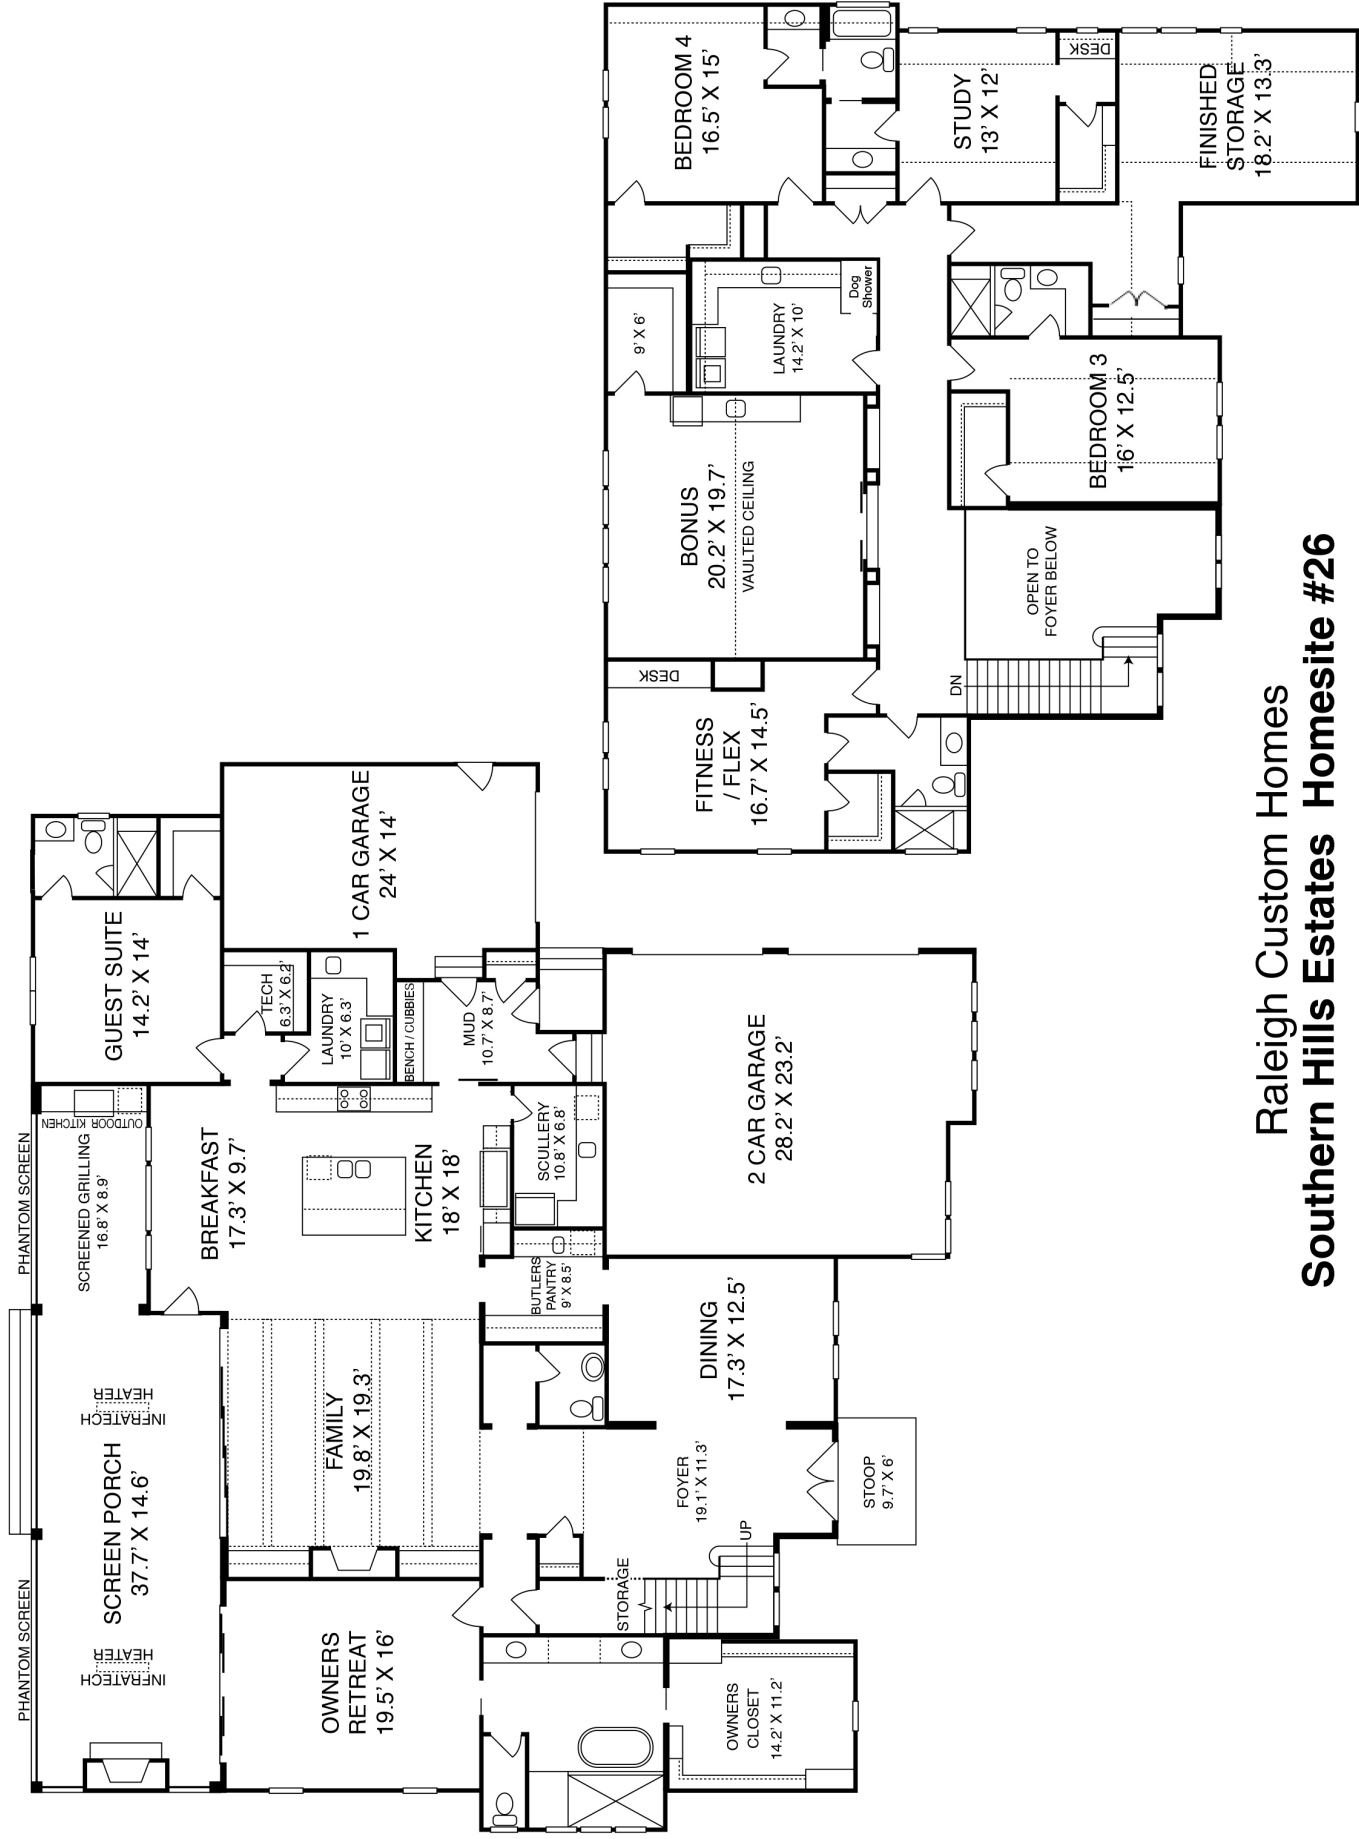 PHANTOM SCREEN
PHANTOM SCREEN
INFRATECH
HEATER
INFRATECH
HEATER
SCREEN PORCH
37.7' X 14.6'
SCREENED GRILLING
16.8' X 8.9'
OUTDOOR KITCHEN
GUEST SUITE
14.2' X 14'
OWNERS
RETREAT
19.5' X 16'
FAMILY
19.8' X 19.3'
BREAKFAST
17.3' X 9.7'
KITCHEN
18' X 18'
TECH
6.3' X 6.2'
LAUNDRY
10' X 6.3'
BENCH / CUBBIES
MUD
10.7' X 8.7'
1 CAR GARAGE
24' X 14'
SCULLERY
10.8' X 6.8'
BUTLERS
PANTRY
9' X 8.5'
STORAGE
UP
FOYER
19.1' X 11.3'
DINING
17.3' X 12.5'
2 CAR GARAGE
28.2' X 23.2'
OWNERS
CLOSET
14.2' X 11.2'
STOOP
9.7' X 6'
FITNESS
/ FLEX
16.7' X 14.5'
DESK
BONUS
20.2' X 19.7'
VAULTED CEILING
9' X 6'
LAUNDRY
14.2' X 10'
Dog
Shower
BEDROOM 4
16.5' X 15'
STUDY
13' X 12'
DESK
FINISHED
STORAGE
18.2' X 13.3'
BEDROOM 3
16' X 12.5'
OPEN TO
FOYER BELOW
DN
Raleigh Custom Homes
Southern Hills Estates Homesite #26